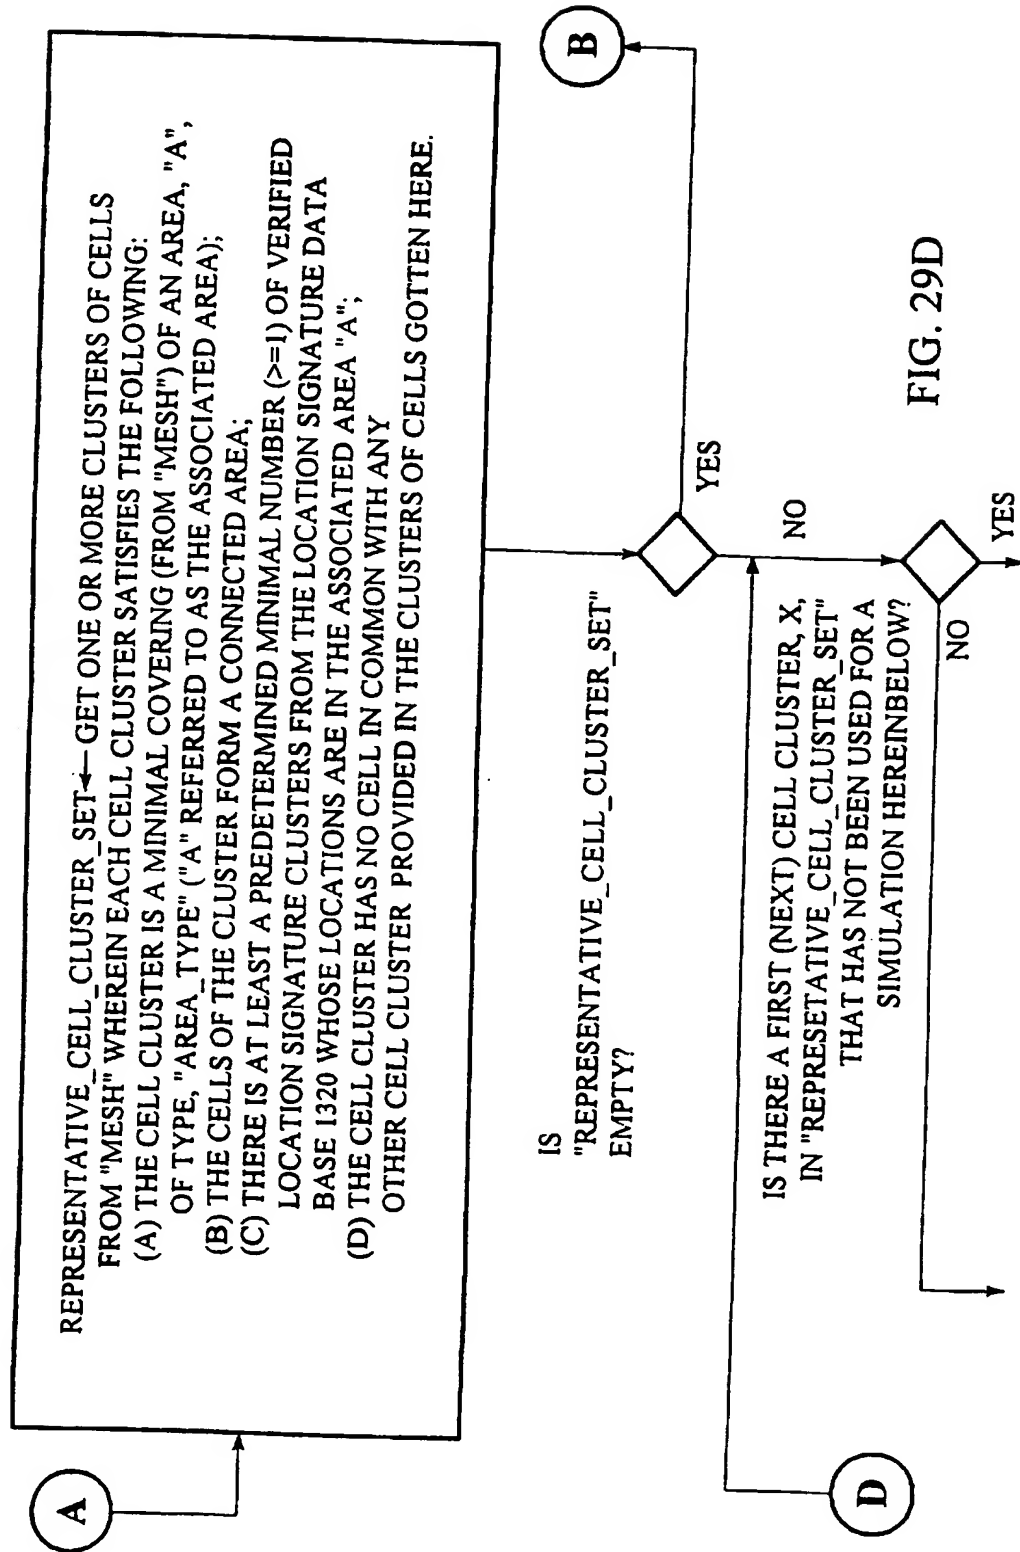 A
REPRESENTATIVE_CELL_CLUSTER_SET←GET ONE OR MORE CLUSTERS OF CELLS
FROM "MESH" WHEREIN EACH CELL CLUSTER SATISFIES THE FOLLOWING:
(A) THE CELL CLUSTER IS A MINIMAL COVERING (FROM "MESH") OF AN AREA, "A",
OF TYPE, "AREA_TYPE" ("A" REFERRED TO AS THE ASSOCIATED AREA);
(B) THE CELLS OF THE CLUSTER FORM A CONNECTED AREA;
(C) THERE IS AT LEAST A PREDETERMINED MINIMAL NUMBER (>=1) OF VERIFIED
LOCATION SIGNATURE CLUSTERS FROM THE LOCATION SIGNATURE DATA
BASE 1320 WHOSE LOCATIONS ARE IN THE ASSOCIATED AREA "A";
(D) THE CELL CLUSTER HAS NO CELL IN COMMON WITH ANY
OTHER CELL CLUSTER PROVIDED IN THE CLUSTERS OF CELLS GOTTEN HERE.
B
IS
"REPRESENTATIVE_CELL_CLUSTER_SET"
EMPTY?
YES
NO
D
IS THERE A FIRST (NEXT) CELL CLUSTER, X,
IN "REPRESETATIVE_CELL_CLUSTER_SET"
THAT HAS NOT BEEN USED FOR A
SIMULATION HEREINBELOW?
NO
YES
FIG. 29D